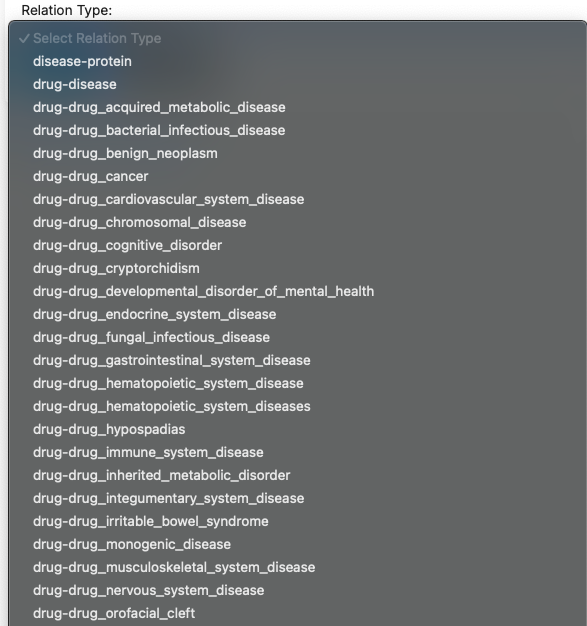 Relation Type:
✓ Select Relation Type
disease-protein
drug-disease
drug-drug_acquired_metabolic_disease
drug-drug_bacterial_infectious_disease
drug-drug_benign_neoplasm
drug-drug_cancer
drug-drug_cardiovascular_system_disease
drug-drug_chromosomal_disease
drug-drug_cognitive_disorder
drug-drug_cryptorchidism
drug-drug_developmental_disorder_of_mental_health
drug-drug_endocrine_system_disease
drug-drug_fungal_infectious_disease
drug-drug_gastrointestinal_system_disease
drug-drug_hematopoietic_system_disease
drug-drug_hematopoietic_system_diseases
drug-drug_hypospadias
drug-drug_immune_system_disease
drug-drug_inherited_metabolic_disorder
drug-drug_integumentary_system_disease
drug-drug_irritable_bowel_syndrome
drug-drug_monogenic_disease
drug-drug_musculoskeletal_system_disease
drug-drug_nervous_system_disease
drug-drug_orofacial_cleft